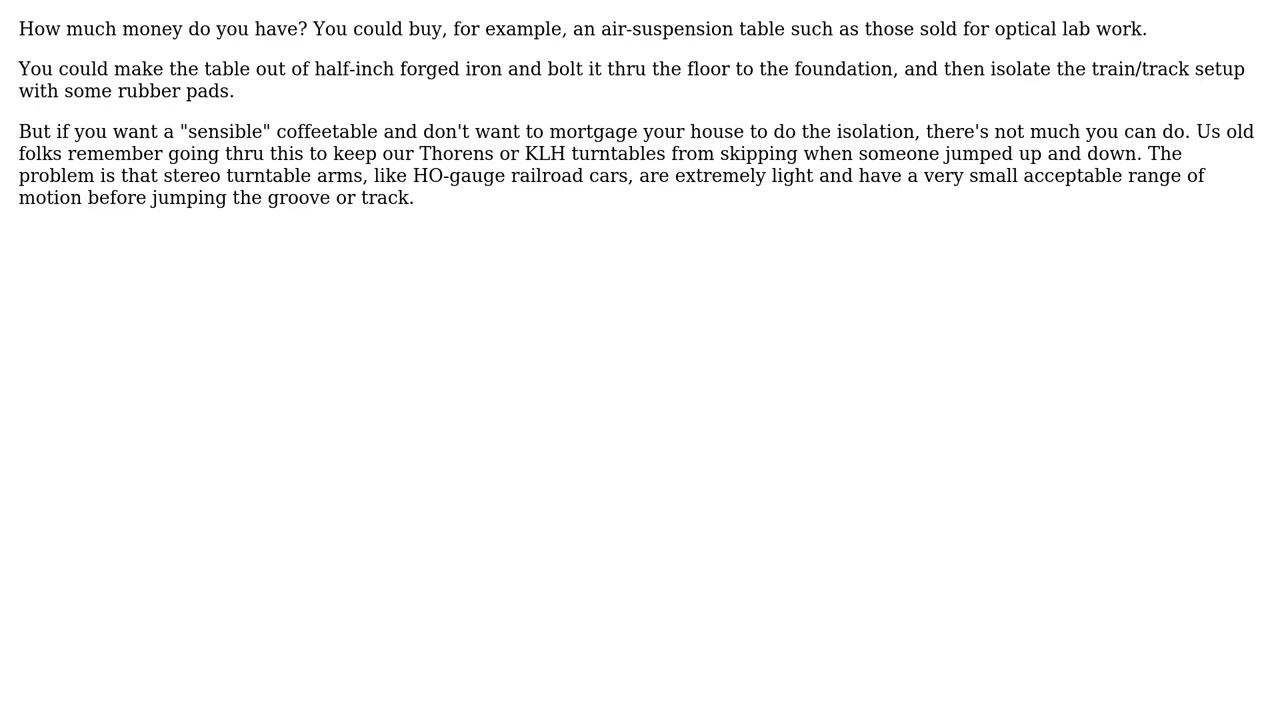 How much money do you have? You could buy, for example, an air-suspension table such as those sold for optical lab work.
You could make the table out of half-inch forged iron and bolt it thru the floor to the foundation, and then isolate the train/track setup
with some rubber pads.
But if you want a "sensible" coffeetable and don't want to mortgage your house to do the isolation, there's not much you can do. Us old
folks remember going thru this to keep our Thorens or KLH turntables from skipping when someone jumped up and down. The
problem is that stereo turntable arms, like HO-gauge railroad cars, are extremely light and have a very small acceptable range of
motion before jumping the groove or track.